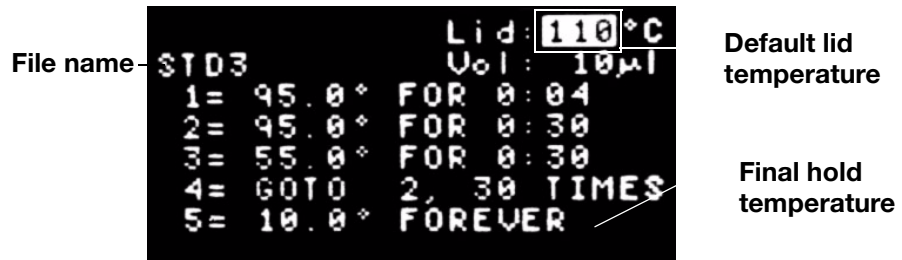 Lid: 110°C
File name
STD3 Vol: 10µl
Default lid
temperature
1= 95.0° FOR 0:04
2= 95.0° FOR 0:30
3= 55.0° FOR 0:30
4= GOTO 2, 30 TIMES
5= 10.0° FOREVER
Final hold
temperature